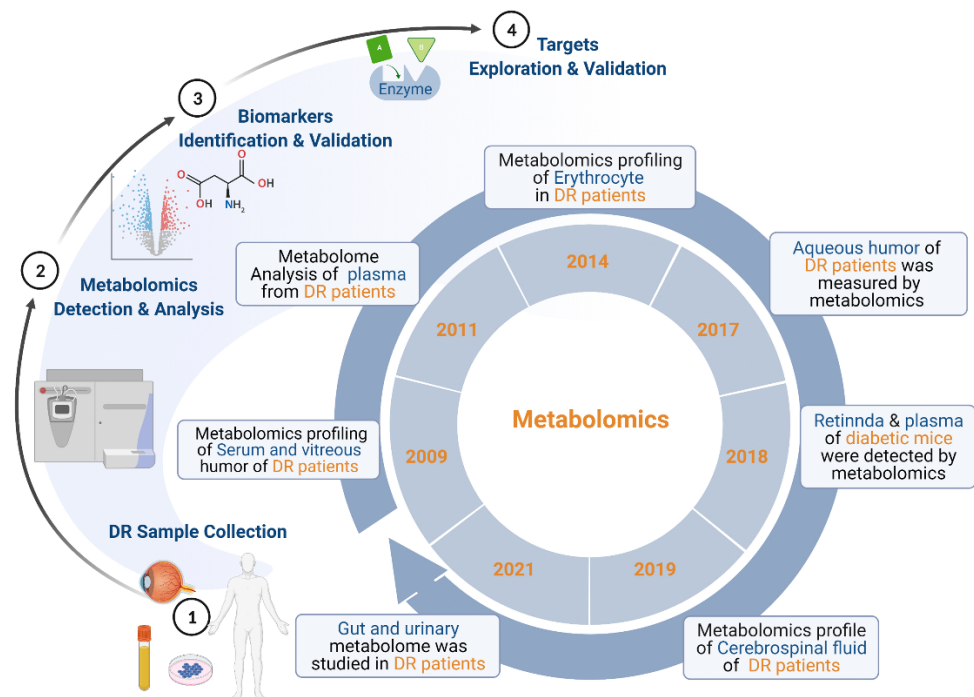 4
Targets
Exploration & Validation
A
B
Enzyme
3
Biomarkers
Identification & Validation
O
O
OH
OH
NH₂
2
Metabolomics
Detection & Analysis
DR Sample Collection
1
Metabolomics profiling
of Erythrocyte
in DR patients
Metabolome
Analysis of plasma
from DR patients
Aqueous humor of
DR patients was
measured by
metabolomics
Metabolomics profiling
of Serum and vitreous
humor of DR patients
Retinnda & plasma
of diabetic mice
were detected by
metabolomics
Gut and urinary
metabolome was
studied in DR patients
Metabolomics profile
of Cerebrospinal fluid
of DR patients
2014
2011
2017
Metabolomics
2009
2018
2021
2019